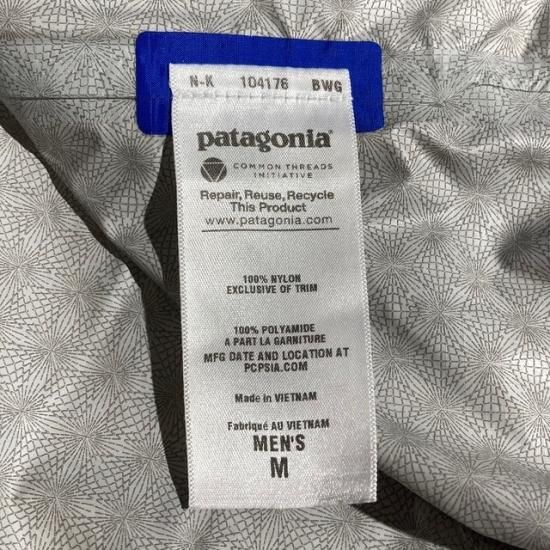 N-K 104176 BWG
patagonia®
COMMON THREADS
INITIATIVE
Repair, Reuse, Recycle
This Product
www.patagonia.com
100% NYLON
EXCLUSIVE OF TRIM
100% POLYAMIDE
A PART LA GARNITURE
MFG DATE AND LOCATION AT
PCPSIA.COM
Made in VIETNAM
Fabriqué AU VIETNAM
MEN'S
M